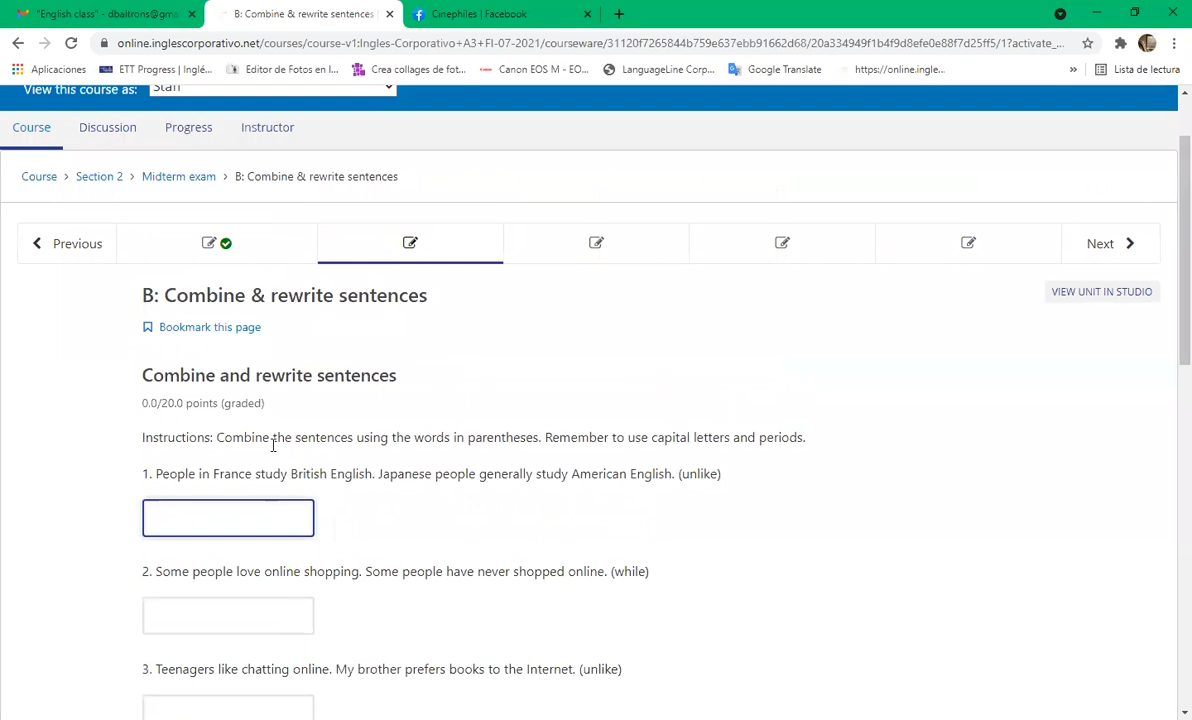 "English class" - dbaltrons@gma
B: Combine & rewrite sentences
Cinephiles | Facebook
online.inglescorporativo.net/courses/course-v1:Ingles-Corporativo+A3+FI-07-2021/courseware/31120f7265844b759e637ebb91662d68/20a334949f1b4f9d8efe0e88f7d25ff5/1?activate_...
Aplicaciones
ETT Progress | Inglé...
Editor de Fotos en l...
Crea collages de fot...
Canon EOS M - EO...
LanguageLine Corp...
Google Translate
https://online.ingle...
»
Lista de lectura
View this course as:
Staff
Course
Discussion
Progress
Instructor
Course > Section 2 > Midterm exam > B: Combine & rewrite sentences
Previous
Next
B: Combine & rewrite sentences
VIEW UNIT IN STUDIO
Bookmark this page
Combine and rewrite sentences
0.0/20.0 points (graded)
Instructions: Combine the sentences using the words in parentheses. Remember to use capital letters and periods.
1. People in France study British English. Japanese people generally study American English. (unlike)
2. Some people love online shopping. Some people have never shopped online. (while)
3. Teenagers like chatting online. My brother prefers books to the Internet. (unlike)